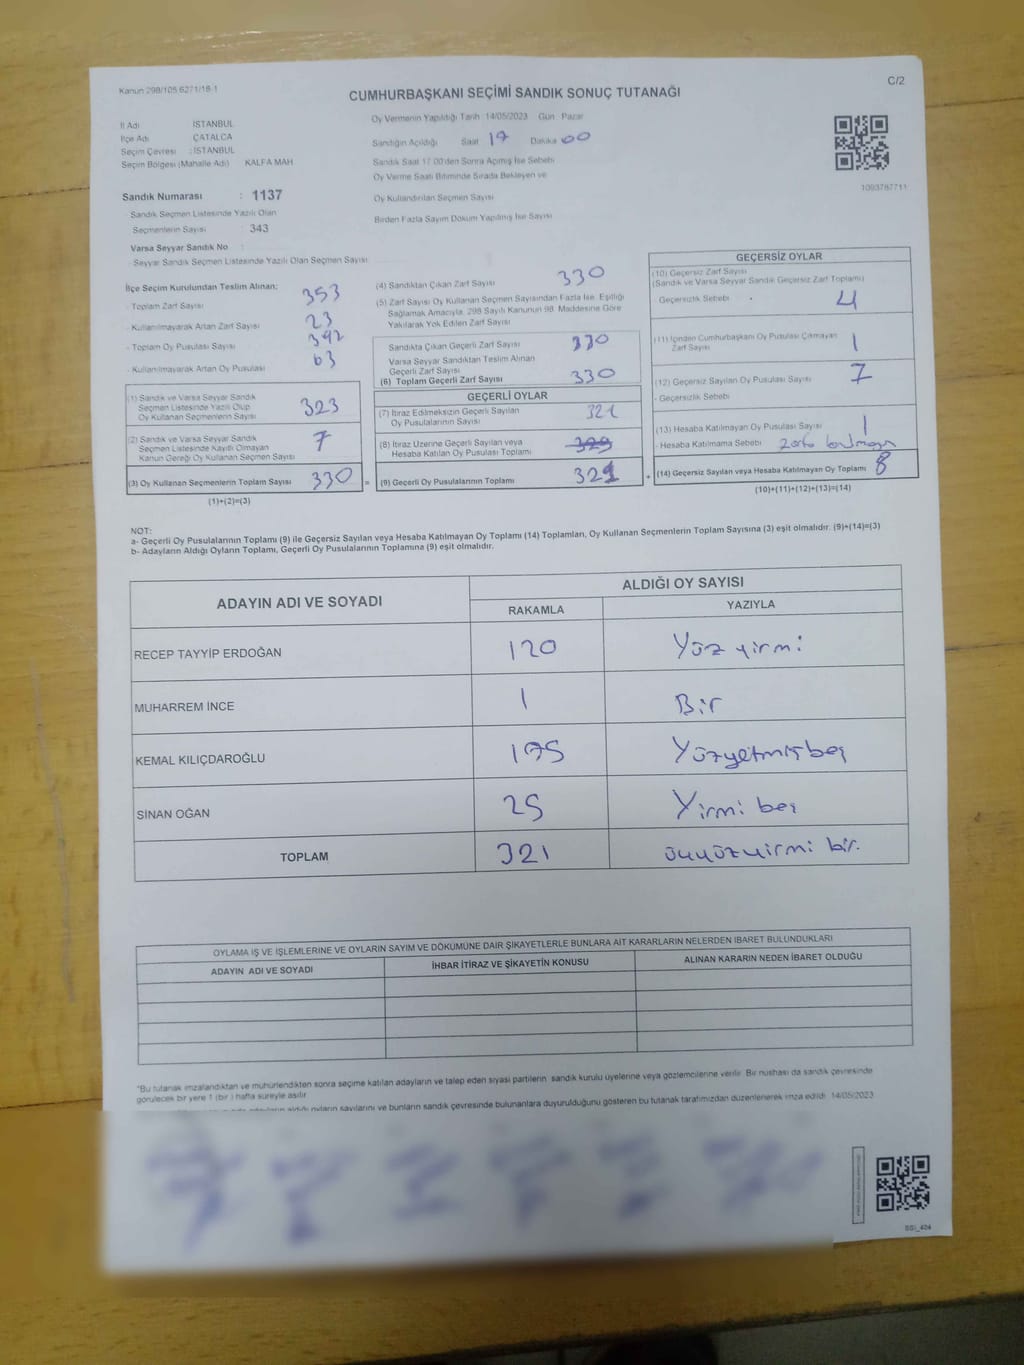 Kanun 298/105 6271/18-1
C/2
CUMHURBAŞKANI SEÇİMİ SANDIK SONUÇ TUTANAĞI
İl Adı İSTANBUL
İlçe Adı ÇATALCA
Seçim Çevresi : İSTANBUL
Seçim Bölgesi (Mahalle Adı) KALFA MAH
Sandık Numarası : 1137
Sandık Seçmen Listesinde Yazılı Olan
Seçmenlerin Sayısı : 343
Varsa Seyyar Sandık No :
Seyyar Sandık Seçmen Listesinde Yazılı Olan Seçmen Sayısı
Oy Vermenin Yapıldığı Tarih 14/05/2023 Gün Pazar
Sandığın Açıldığı Saat 17 Dakika 00
Sandık Saat 17:00'den Sonra Açılmış İse Sebebi
Oy Verme Saati Bitiminde Sırada Bekleyen ve
Oy Kullandırılan Seçmen Sayısı
Birden Fazla Sayım Döküm Yapılmış İse Sayısı
1093787711
İlçe Seçim Kurulundan Teslim Alınan;
- Toplam Zarf Sayısı 353
- Kullanılmayarak Artan Zarf Sayısı 23
- Toplam Oy Pusulası Sayısı 392
- Kullanılmayarak Artan Oy Pusulası 63
(1) Sandık ve Varsa Seyyar Sandık
Seçmen Listesinde Yazılı Olup
Oy Kullanan Seçmenlerin Sayısı 323
(2) Sandık ve Varsa Seyyar Sandık
Seçmen Listesinde Kayıtlı Olmayan
Kanun Gereği Oy Kullanan Seçmen Sayısı 7
(3) Oy Kullanan Seçmenlerin Toplam Sayısı 330
(1)+(2)=(3)
(4) Sandıktan Çıkan Zarf Sayısı 330
(5) Zarf Sayısı Oy Kullanan Seçmen Sayısından Fazla İse, Eşitliği
Sağlamak Amacıyla, 298 Sayılı Kanunun 98. Maddesine Göre
Yakılarak Yok Edilen Zarf Sayısı
Sandıkta Çıkan Geçerli Zarf Sayısı 330
Varsa Seyyar Sandıktan Teslim Alınan
Geçerli Zarf Sayısı
(6) Toplam Geçerli Zarf Sayısı 330
GEÇERLİ OYLAR
(7) İtiraz Edilmeksizin Geçerli Sayılan
Oy Pusulalarının Sayısı 321
(8) İtiraz Üzerine Geçerli Sayılan veya
Hesaba Katılan Oy Pusulası Toplamı
= (9) Geçerli Oy Pusulalarının Toplamı 321
GEÇERSİZ OYLAR
(10) Geçersiz Zarf Sayısı
(Sandık ve Varsa Seyyar Sandık Geçersiz Zarf Toplamı)
- Geçersizlik Sebebi 4
(11) İçinden Cumhurbaşkanı Oy Pusulası Çıkmayan
Zarf Sayısı 1
(12) Geçersiz Sayılan Oy Pusulası Sayısı 7
- Geçersizlik Sebebi
(13) Hesaba Katılmayan Oy Pusulası Sayısı 1
- Hesaba Katılmama Sebebi
+ (14) Geçersiz Sayılan veya Hesaba Katılmayan Oy Toplamı 8
(10)+(11)+(12)+(13)=(14)
NOT:
a- Geçerli Oy Pusulalarının Toplamı (9) ile Geçersiz Sayılan veya Hesaba Katılmayan Oy Toplamı (14) Toplamları, Oy Kullanan Seçmenlerin Toplam Sayısına (3) eşit olmalıdır. (9)+(14)=(3)
b- Adayların Aldığı Oyların Toplamı, Geçerli Oy Pusulalarının Toplamına (9) eşit olmalıdır.
ADAYIN ADI VE SOYADI
ALDIĞI OY SAYISI
RAKAMLA YAZIYLA
RECEP TAYYİP ERDOĞAN 120 Yüz yirmi
MUHARREM İNCE 1 Bir
KEMAL KILIÇDAROĞLU 175 Yüzyetmişbeş
SİNAN OĞAN 25 Yirmi beş
TOPLAM 321 üçyüzyirmi bir.
OYLAMA İŞ VE İŞLEMLERİNE VE OYLARIN SAYIM VE DÖKÜMÜNE DAİR ŞİKAYETLERLE BUNLARA AİT KARARLARIN NELERDEN İBARET BULUNDUKLARI
ADAYIN ADI VE SOYADI İHBAR İTİRAZ VE ŞİKAYETİN KONUSU ALINAN KARARIN NEDEN İBARET OLDUĞU
*Bu tutanak imzalandıktan ve mühürlendikten sonra seçime katılan adayların ve talep eden siyasi partilerin sandık kurulu üyelerine veya gözlemcilerine verilir. Bir nüshası da sandık çevresinde
görülecek bir yere 1 (bir) hafta süreyle asılır.
aldığı oyların sayılarını ve bunların sandık çevresinde bulunanlara duyurulduğunu gösteren bu tutanak tarafımızdan düzenlenerek imza edildi. 14/05/2023